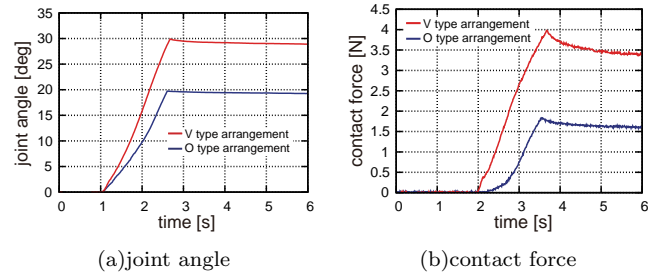 35
30
25
20
15
10
5
0
joint angle [deg]
V type arrangement
O type arrangement
0 1 2 3 4 5 6
time [s]
(a)joint angle
4.5
4
3.5
3
2.5
2
1.5
1
0.5
0
contact force [N]
V type arrangement
O type arrangement
0 1 2 3 4 5 6
time [s]
(b)contact force